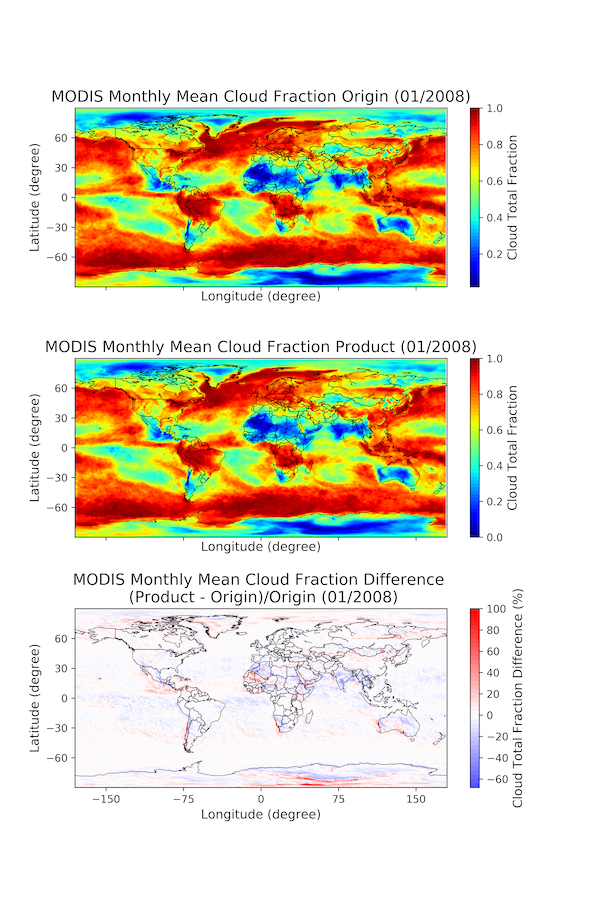 MODIS Monthly Mean Cloud Fraction Origin (01/2008)
Latitude (degree)
60
30
0
−30
−60
Longitude (degree)
1.0
0.8
0.6
0.4
0.2
Cloud Total Fraction
MODIS Monthly Mean Cloud Fraction Product (01/2008)
Latitude (degree)
60
30
0
−30
−60
Longitude (degree)
1.0
0.8
0.6
0.4
0.2
0.0
Cloud Total Fraction
MODIS Monthly Mean Cloud Fraction Difference
(Product - Origin)/Origin (01/2008)
Latitude (degree)
60
30
0
−30
−60
−150 −75 0 75 150
Longitude (degree)
100
80
60
40
20
0
−20
−40
−60
Cloud Total Fraction Difference (%)